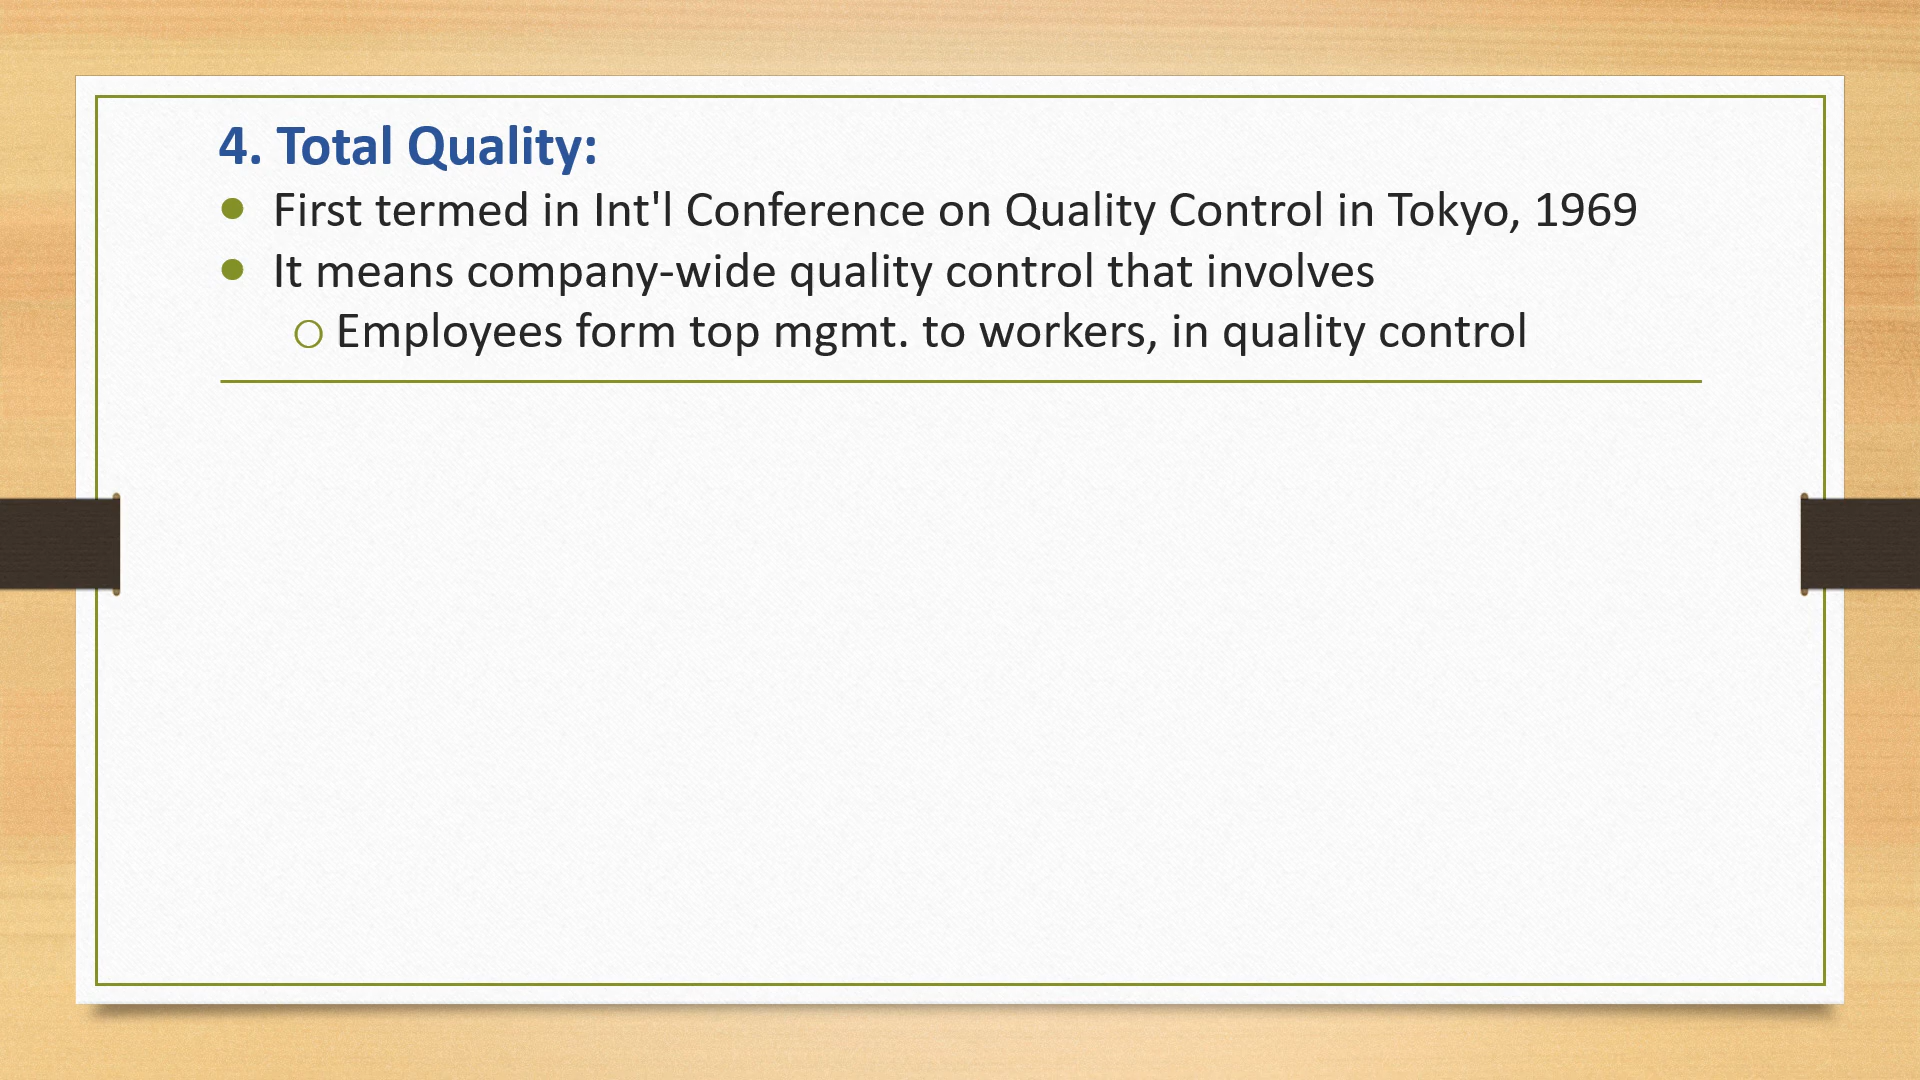 4. Total Quality:
● First termed in Int'l Conference on Quality Control in Tokyo, 1969
● It means company-wide quality control that involves
○ Employees form top mgmt. to workers, in quality control